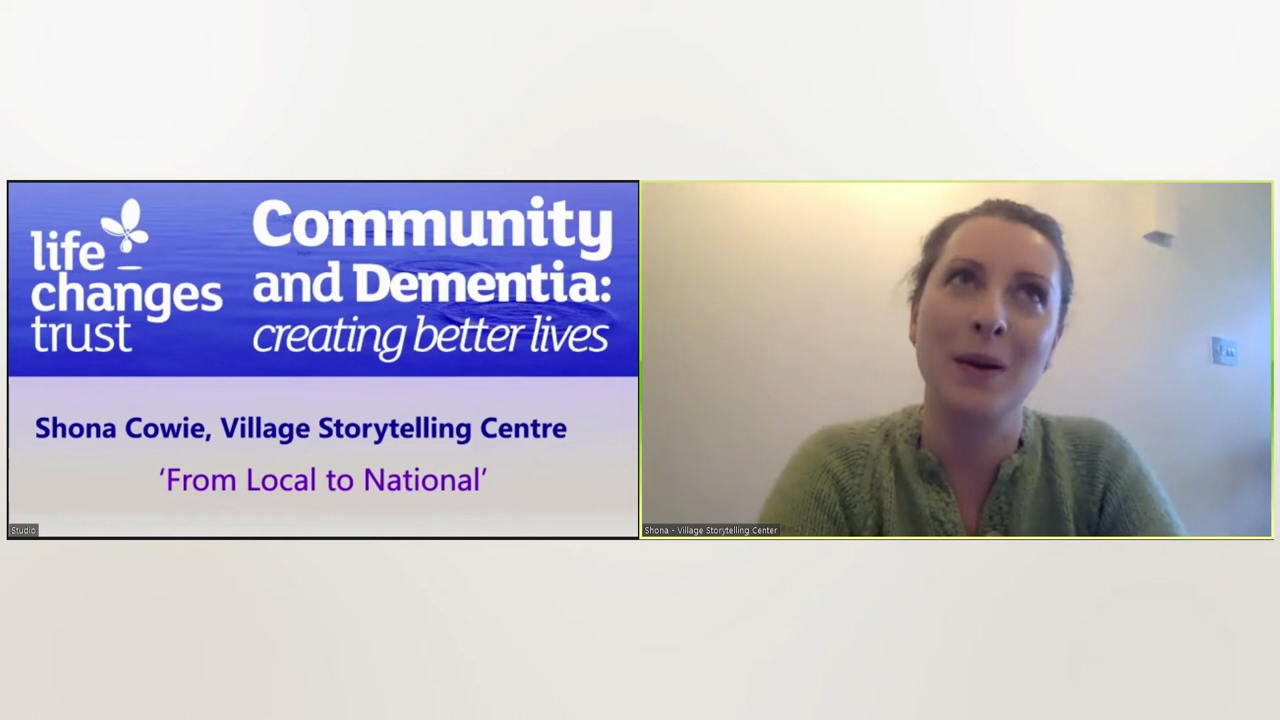 life
changes
trust
Community
and Dementia:
creating better lives
Shona Cowie, Village Storytelling Centre
‘From Local to National’
Studio
Shona - Village Storytelling Center